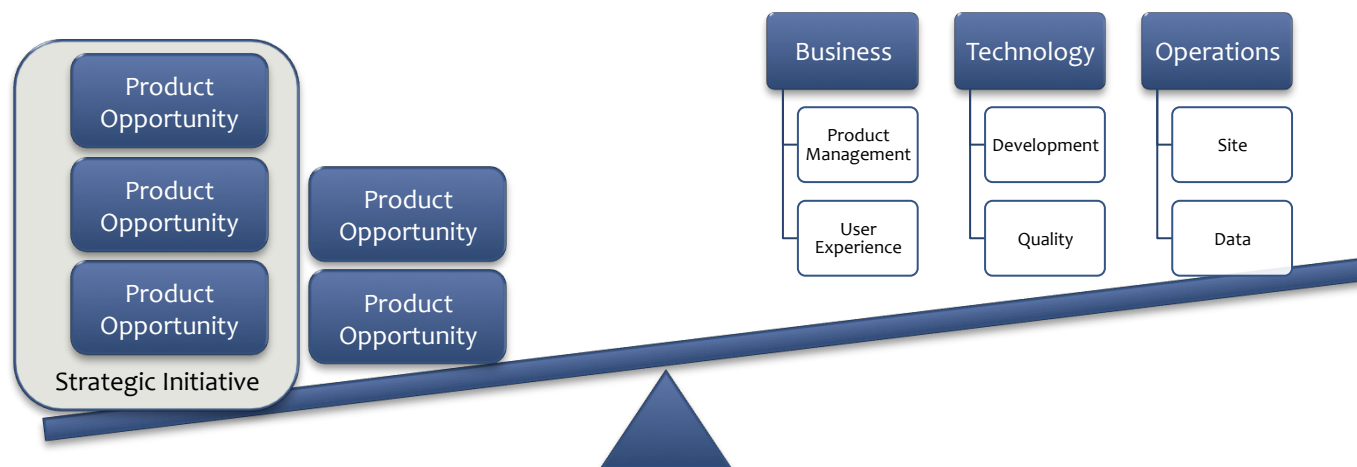 Product
Opportunity
Product
Opportunity
Product
Opportunity
Strategic Initiative
Product
Opportunity
Product
Opportunity
Business
Product
Management
User
Experience
Technology
Development
Quality
Operations
Site
Data